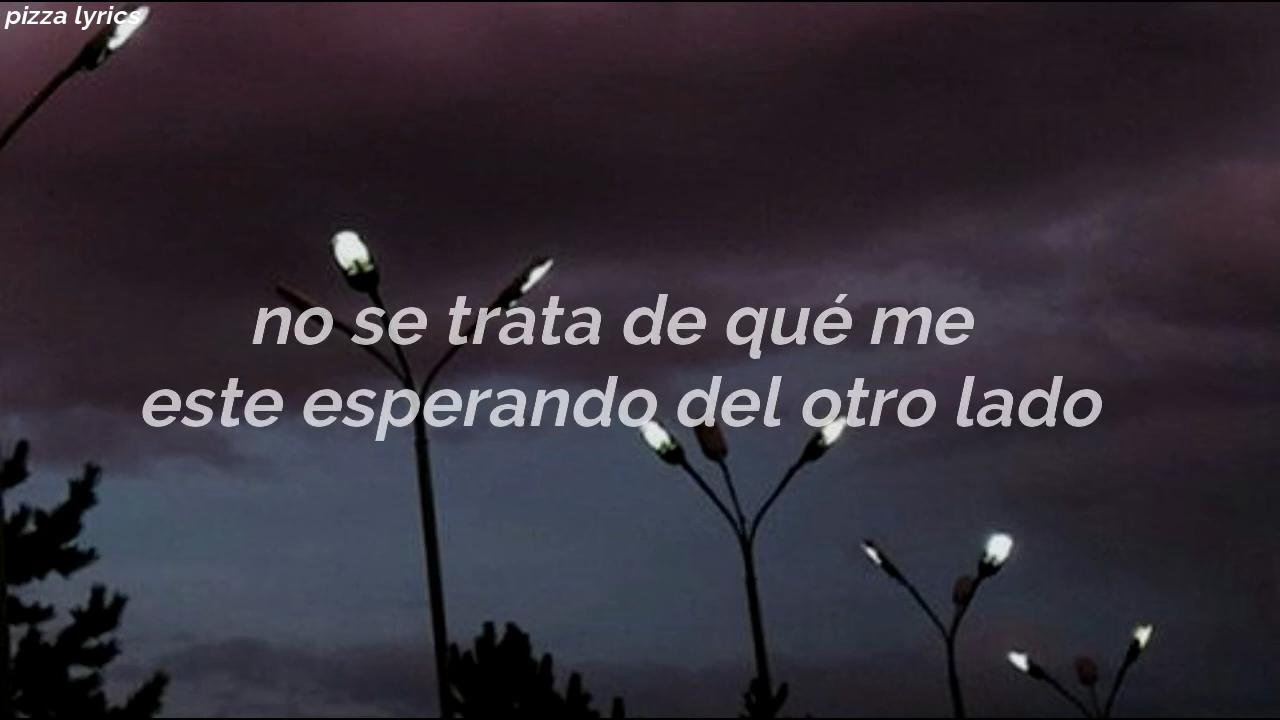 pizza lyrics
no se trata de qué me
este esperando del otro lado